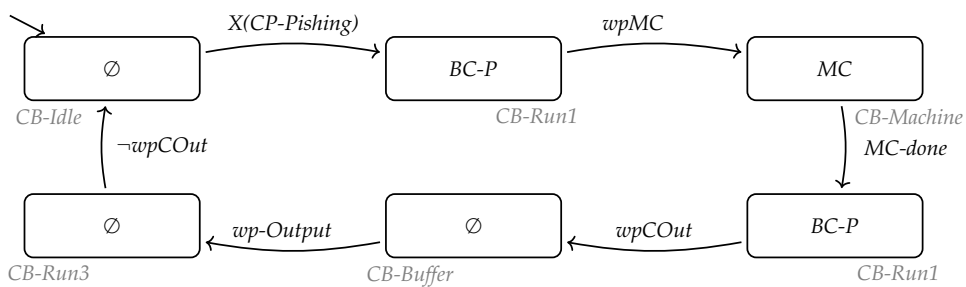 X(CP-Pishing)
wpMC
∅
BC-P
MC
CB-Idle
CB-Run1
CB-Machine
¬wpCOut
MC-done
∅
wp-Output
∅
wpCOut
BC-P
CB-Run3
CB-Buffer
CB-Run1